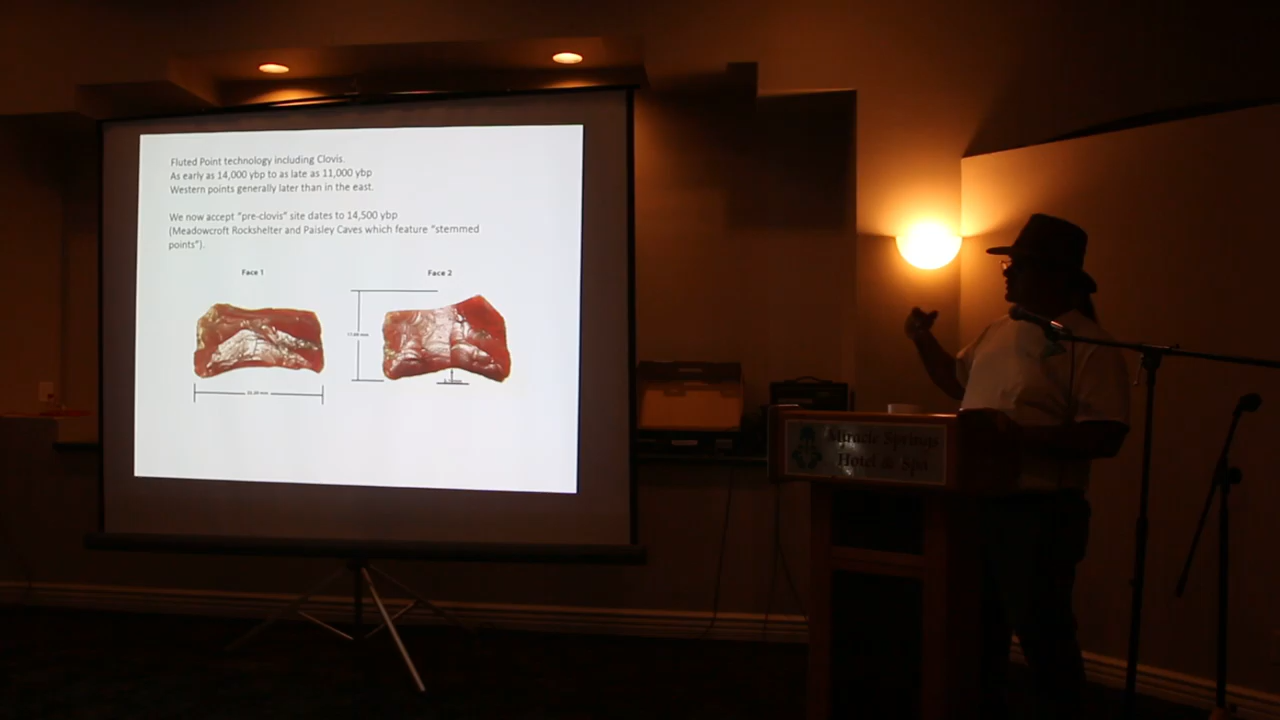 Fluted Point technology including Clovis.
As early as 14,000 ybp to as late as 11,000 ybp
Western points generally later than in the east.
We now accept "pre-clovis" site dates to 14,500 ybp
(Meadowcroft Rockshelter and Paisley Caves which feature "stemmed
points").
Face 1
Face 2
Miracle Springs
Hotel & Spa